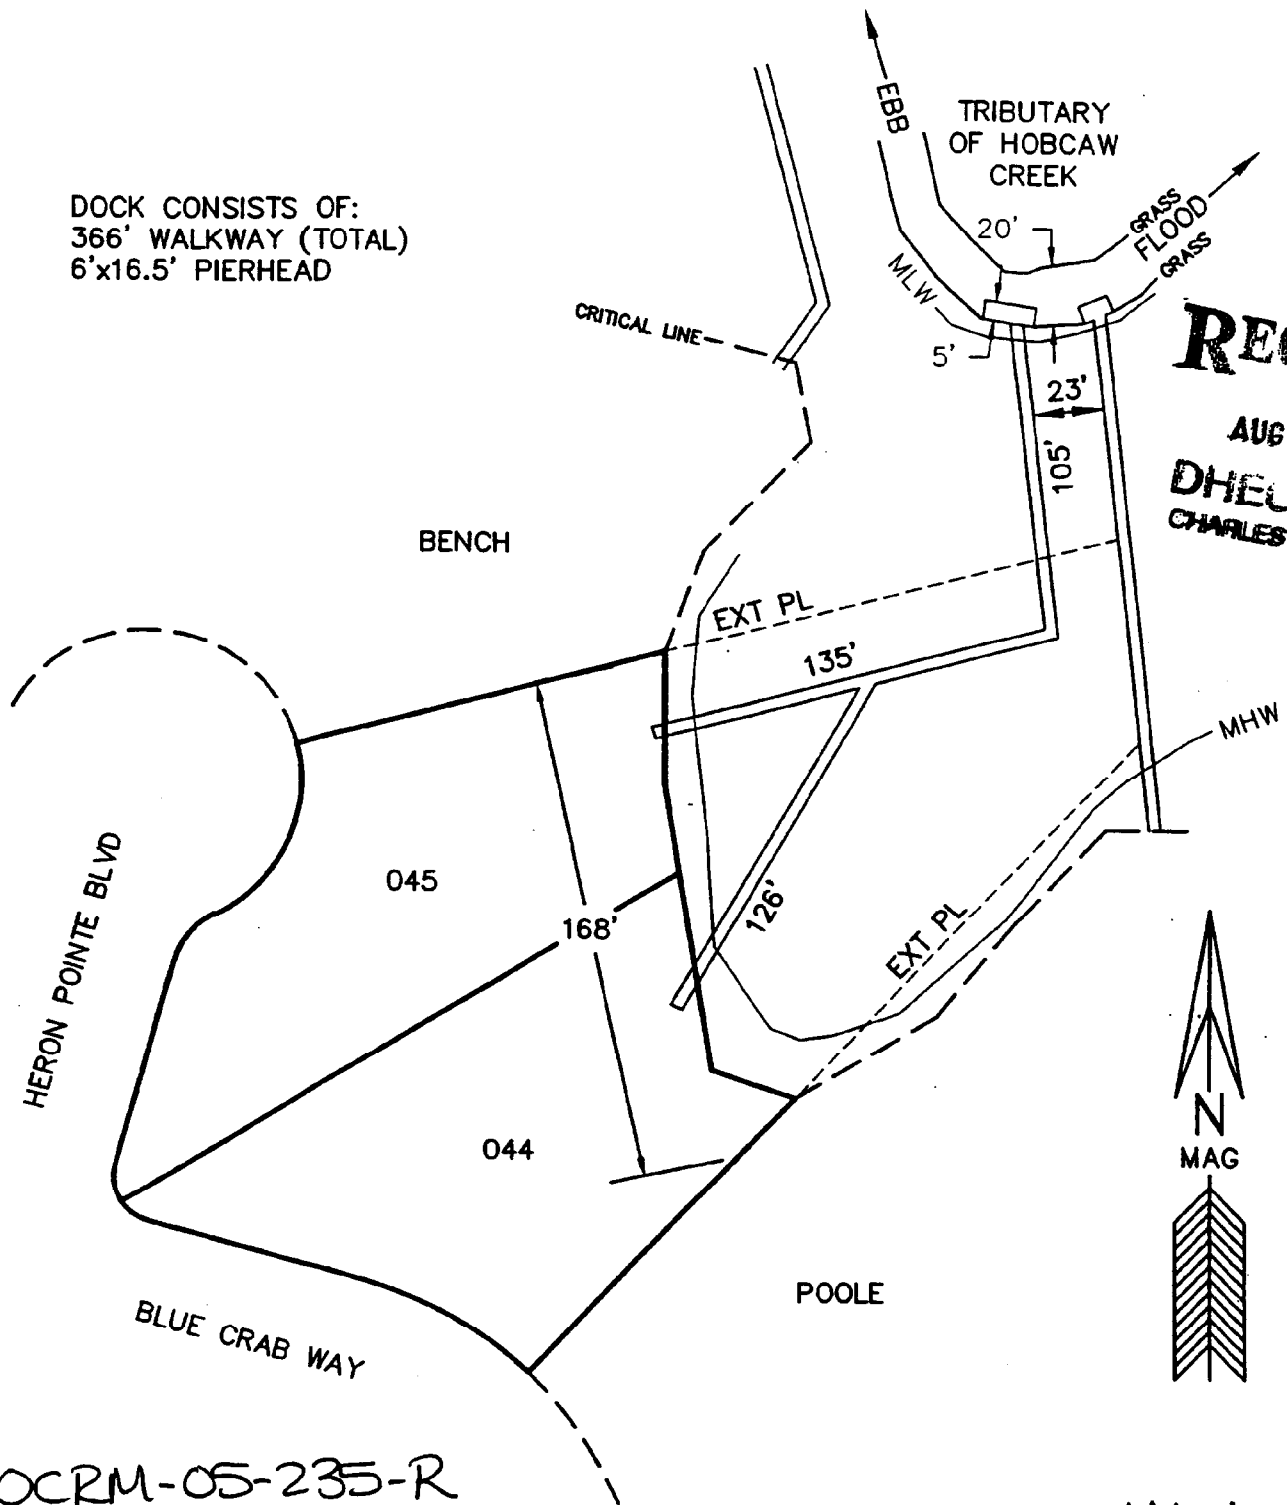 DOCK CONSISTS OF:
366' WALKWAY (TOTAL)
6'x16.5' PIERHEAD
EBB
TRIBUTARY
OF HOBCAW
CREEK
20'
GRASS
FLOOD
GRASS
MLW
CRITICAL LINE
5'
23'
105'
AUG
BENCH
EXT PL
135'
MHW
045
168'
126'
EXT PL
HERON POINTE BLVD
044
N
MAG
POOLE
BLUE CRAB WAY
OCRM-05-235-R